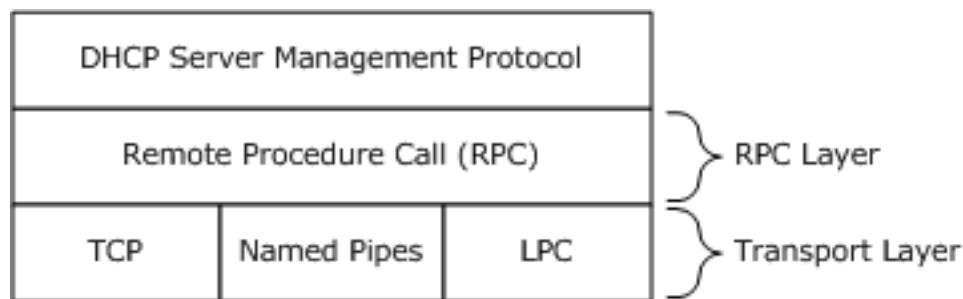 DHCP Server Management Protocol
Remote Procedure Call (RPC)
RPC Layer
TCP
Named Pipes
LPC
Transport Layer